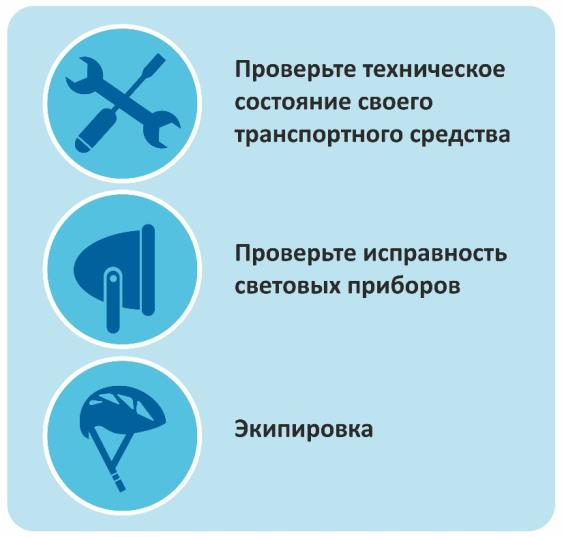 Проверьте техническое
состояние своего
транспортного средства
Проверьте исправность
световых приборов
Экипировка